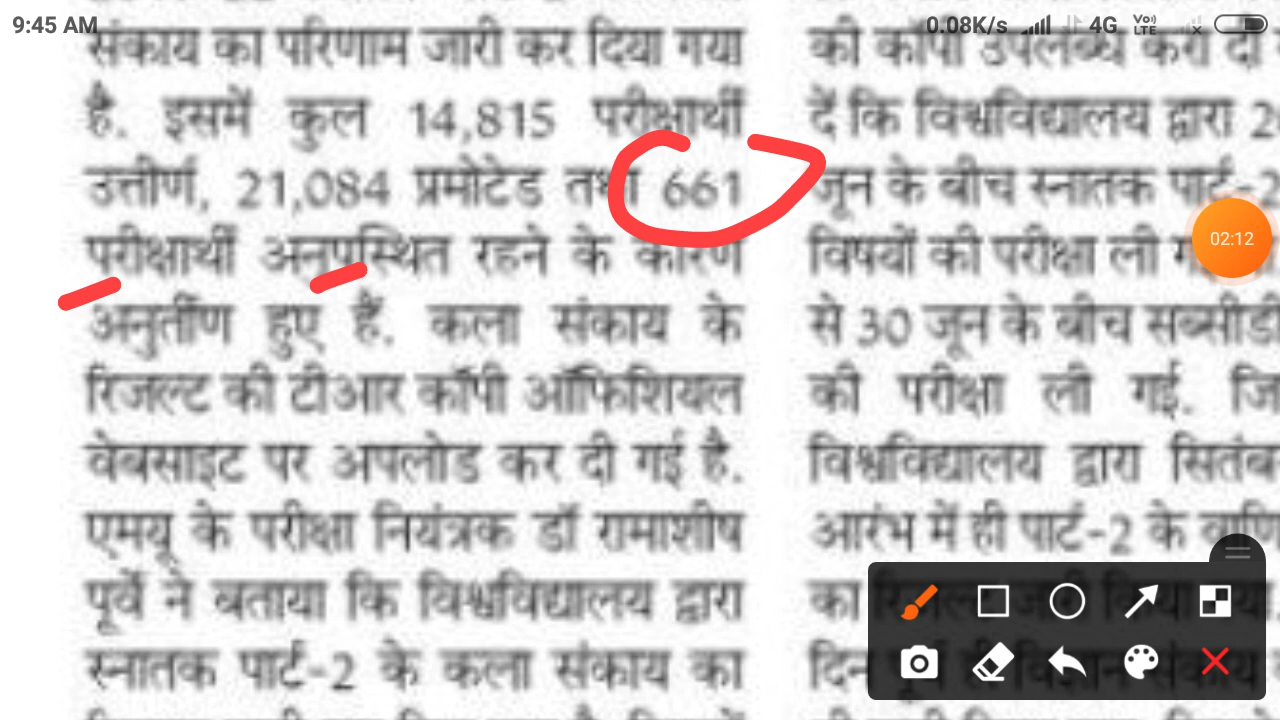 9:45 AM
0.08K/s 4G Vo)) LTE
संकाय का परिणाम जारी कर दिया गया
है. इसमें कुल 14,815 परीक्षार्थी
उत्तीर्ण, 21,084 प्रमोटेड तथा 661
परीक्षार्थी अनुपस्थित रहने के कारण
अनुर्तीण हुए हैं. कला संकाय के
रिजल्ट की टीआर कॉपी ऑफिशियल
वेबसाइट पर अपलोड कर दी गई है.
एमयू के परीक्षा नियंत्रक डॉ रामाशीष
पूर्वे ने बताया कि विश्वविद्यालय द्वारा
स्नातक पार्ट-2 के कला संकाय का
की कॉपी उपलब्ध करा दी
दें कि विश्वविद्यालय द्वारा
जून के बीच स्नातक पार्ट-2
विषयों की परीक्षा ली
से 30 जून के बीच सब्सीडी
की परीक्षा ली गई.
विश्वविद्यालय द्वारा सितंब
आरंभ में ही पार्ट-2 के
का
दिन
02:12